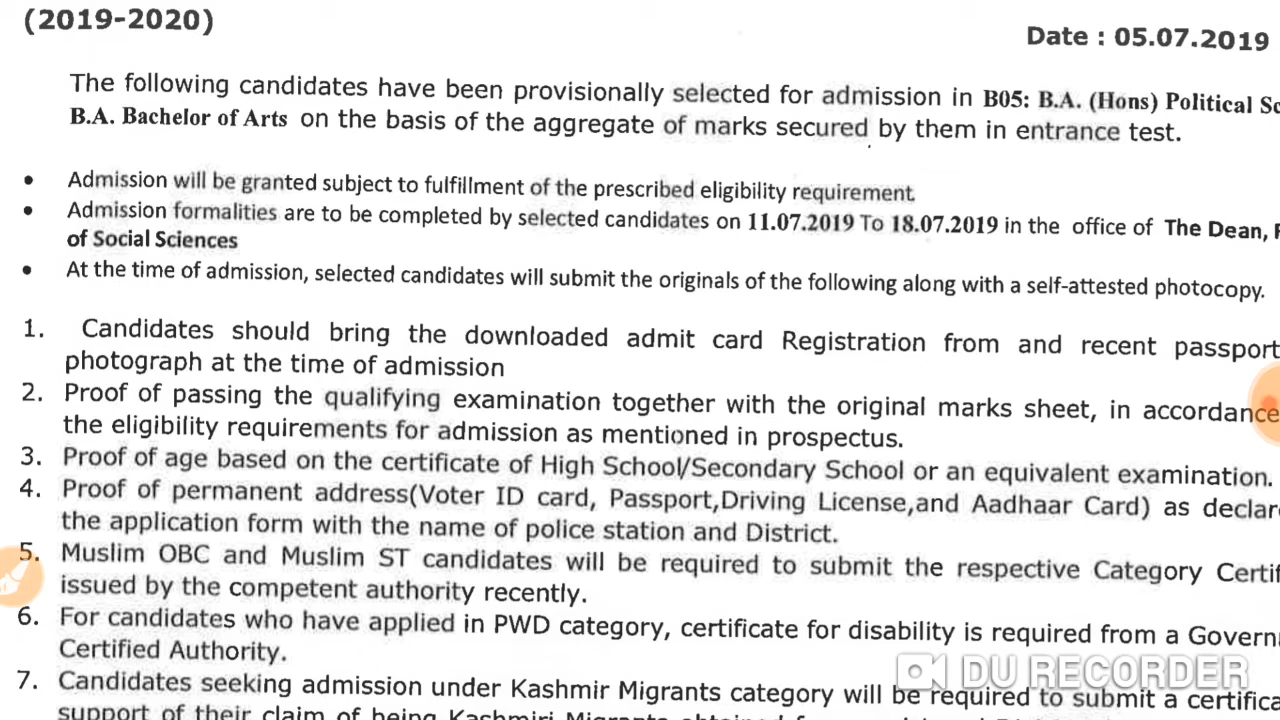 (2019-2020)
Date : 05.07.2019
The following candidates have been provisionally selected for admission in B05: B.A. (Hons) Political Sc
B.A. Bachelor of Arts on the basis of the aggregate of marks secured by them in entrance test.
• Admission will be granted subject to fulfillment of the prescribed eligibility requirement
• Admission formalities are to be completed by selected candidates on 11.07.2019 To 18.07.2019 in the office of The Dean, F
of Social Sciences
• At the time of admission, selected candidates will submit the originals of the following along with a self-attested photocopy.
1. Candidates should bring the downloaded admit card Registration from and recent passport
photograph at the time of admission
2. Proof of passing the qualifying examination together with the original marks sheet, in accordance
the eligibility requirements for admission as mentioned in prospectus.
3. Proof of age based on the certificate of High School/Secondary School or an equivalent examination.
4. Proof of permanent address(Voter ID card, Passport,Driving License,and Aadhaar Card) as declare
the application form with the name of police station and District.
5. Muslim OBC and Muslim ST candidates will be required to submit the respective Category Certif
issued by the competent authority recently.
6. For candidates who have applied in PWD category, certificate for disability is required from a Governm
Certified Authority.
7. Candidates seeking admission under Kashmir Migrants category will be required to submit a certifica
support of their claim of being Kashmiri Migrants obtained
DU RECORDER